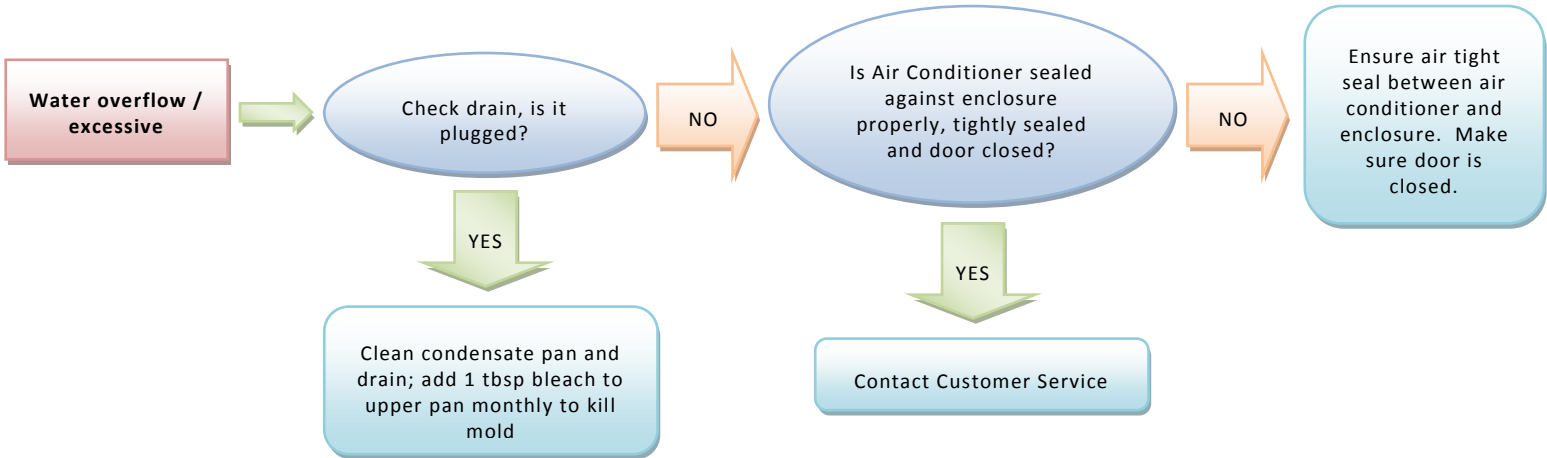 Water overflow /
excessive
Check drain, is it
plugged?
NO
Is Air Conditioner sealed
against enclosure
properly, tightly sealed
and door closed?
NO
Ensure air tight
seal between air
conditioner and
enclosure.  Make
sure door is
closed.
YES
YES
Clean condensate pan and
drain; add 1 tbsp bleach to
upper pan monthly to kill
mold
Contact Customer Service